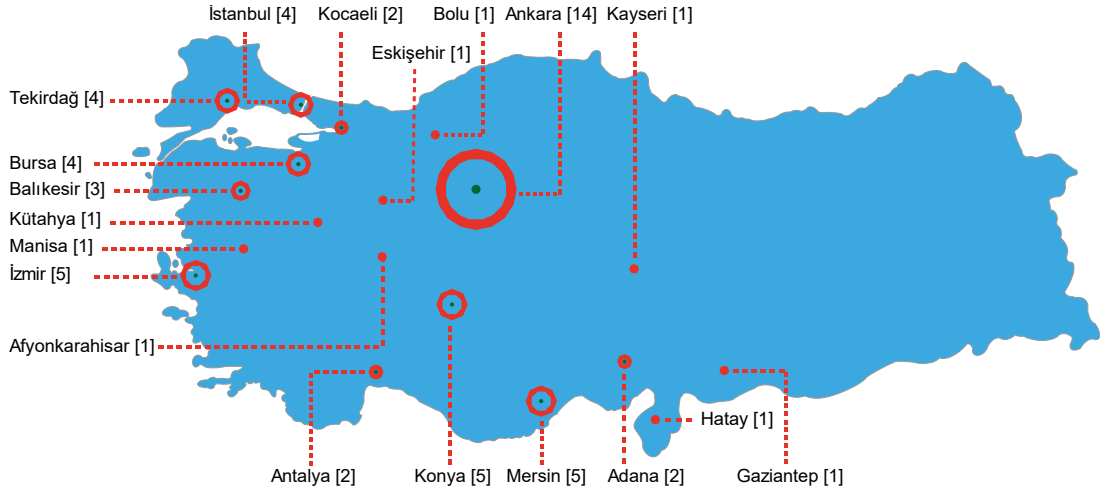 İstanbul [4]
Kocaeli [2]
Bolu [1]
Ankara [14]
Kayseri [1]
Eskişehir [1]
Tekirdağ [4]
Bursa [4]
Balıkesir [3]
Kütahya [1]
Manisa [1]
İzmir [5]
Afyonkarahisar [1]
Hatay [1]
Antalya [2]
Konya [5]
Mersin [5]
Adana [2]
Gaziantep [1]